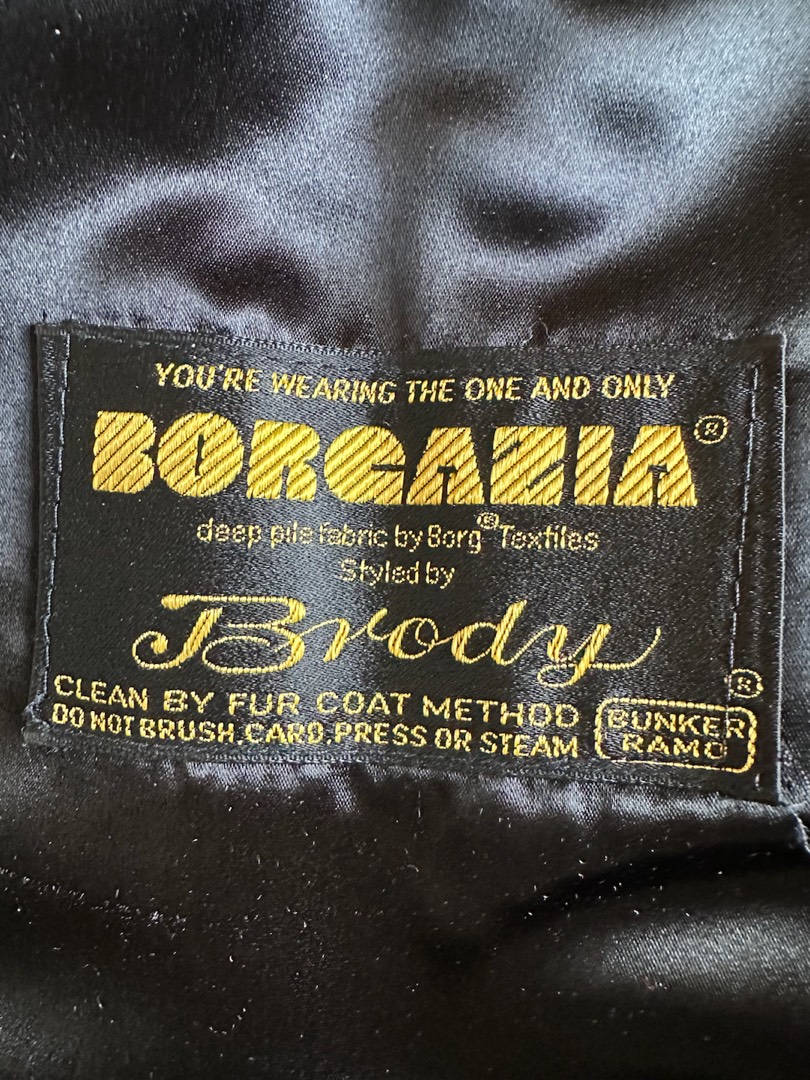 YOU'RE WEARING THE ONE AND ONLY
BORGAZIA®
deep pile fabric by Borg® Textiles
Styled by
Brody
®
CLEAN BY FUR COAT METHOD
DO NOT BRUSH, CARD, PRESS OR STEAM
BUNKER
RAMO